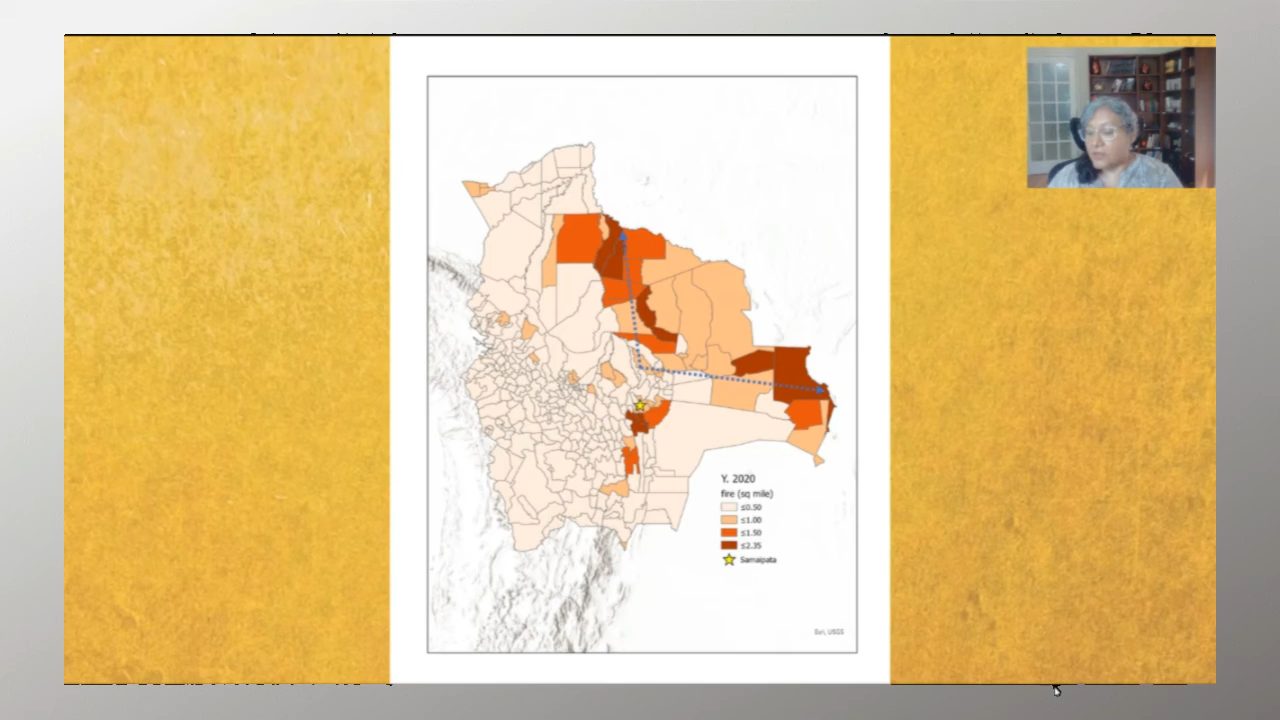 Y. 2020
fire (sq mile)
≤0.50
≤1.00
≤1.50
≤2.35
Samaipata
Esri, USGS